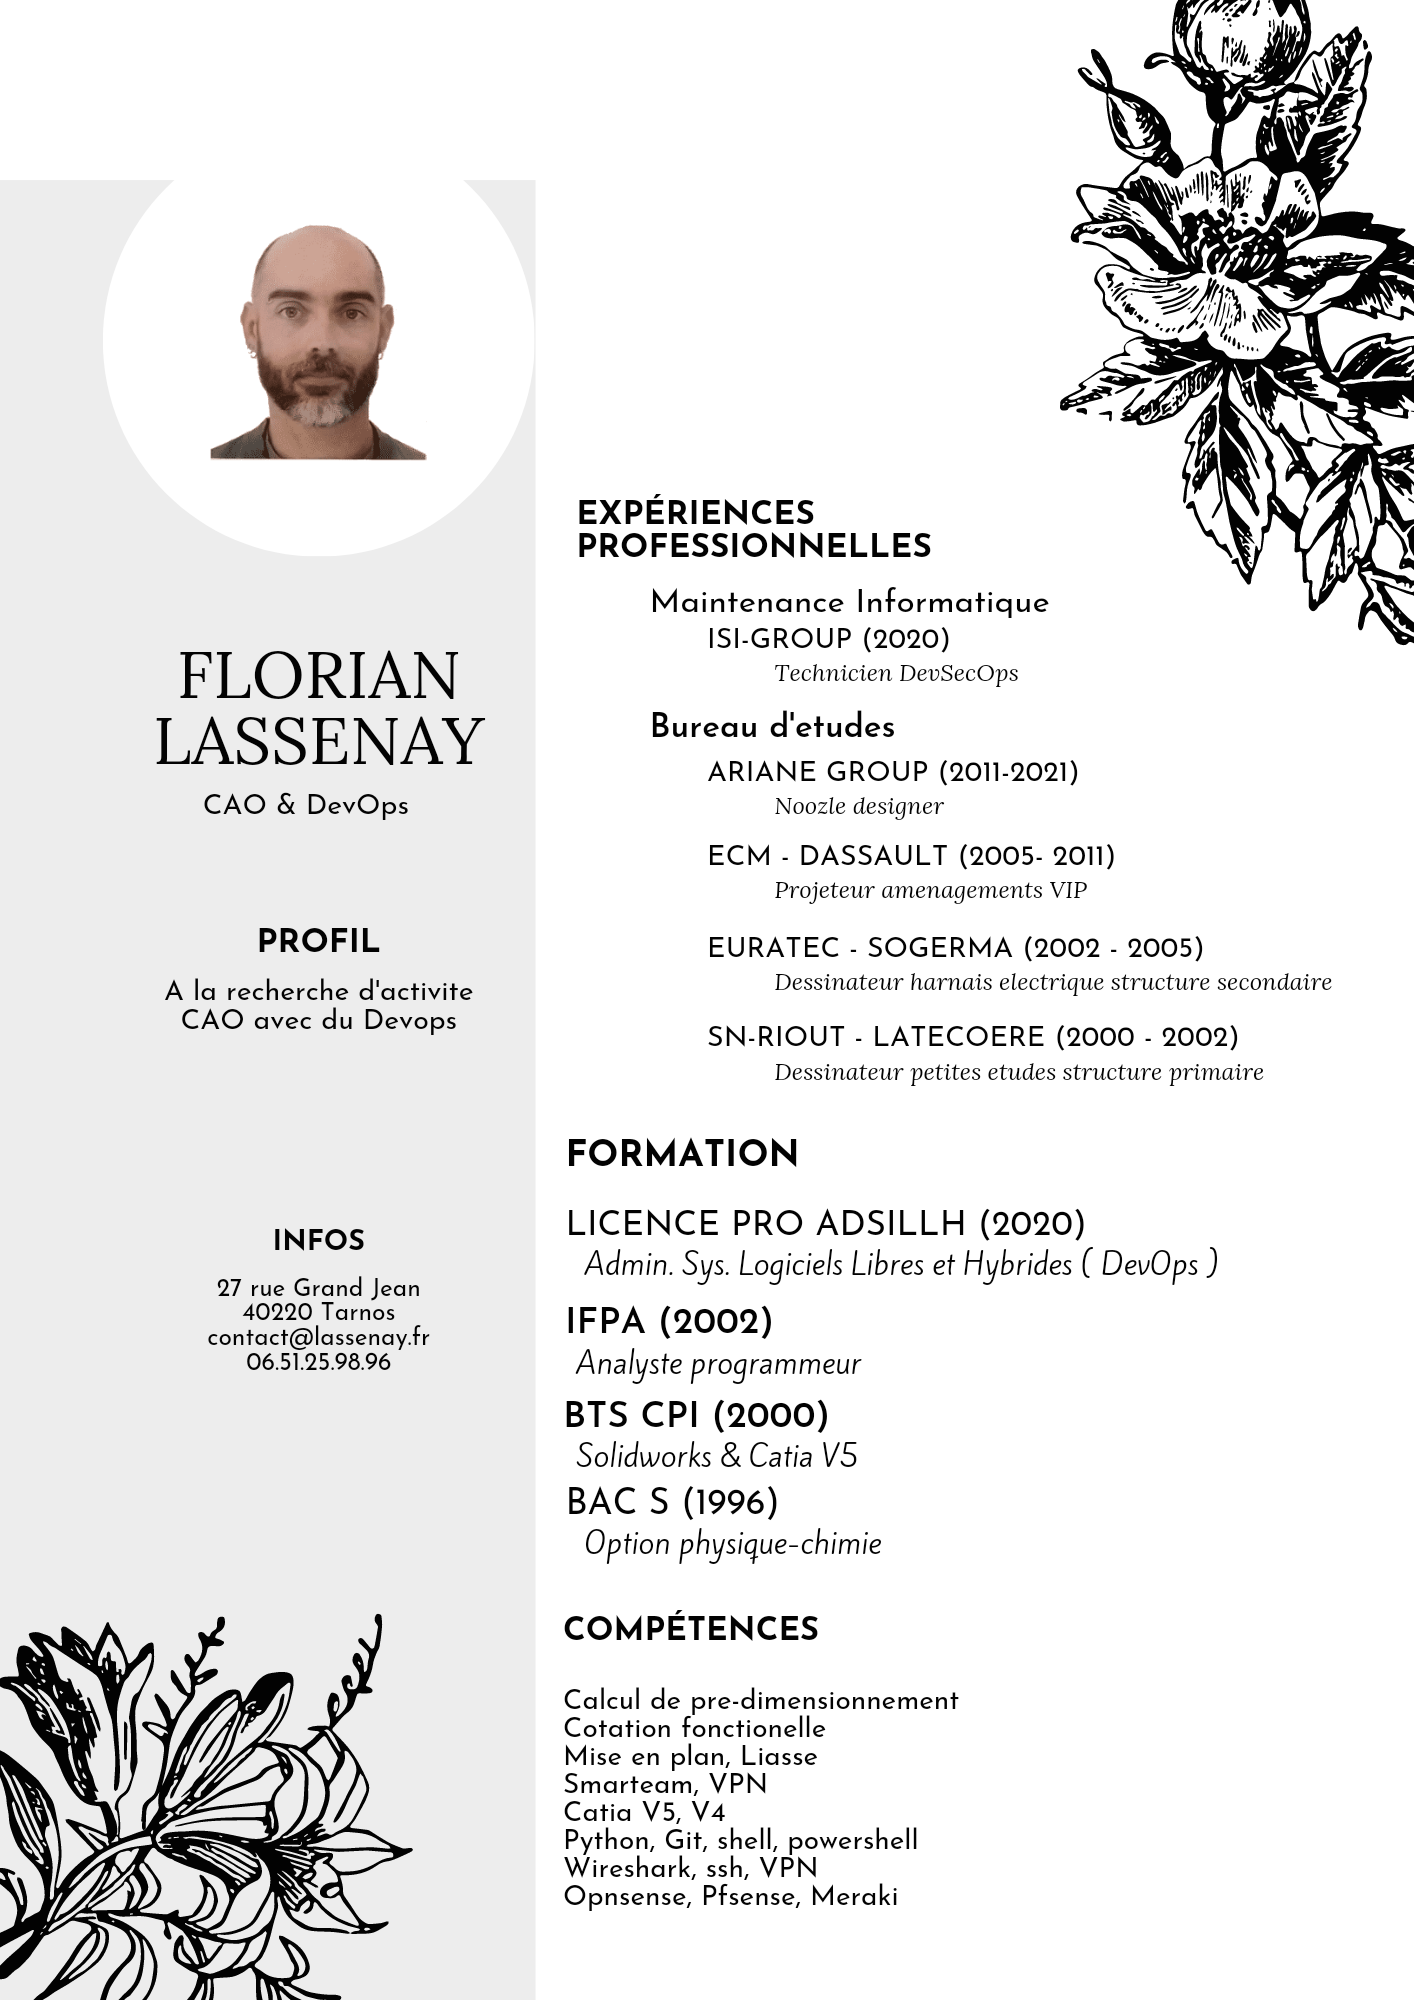 FLORIAN
LASSENAY
CAO & DevOps
PROFIL
A la recherche d'activite
CAO avec du Devops
INFOS
27 rue Grand Jean
40220 Tarnos
contact@lassenay.fr
06.51.25.98.96
EXPÉRIENCES
PROFESSIONNELLES
Maintenance Informatique
ISI-GROUP (2020)
Technicien DevSecOps
Bureau d'etudes
ARIANE GROUP (2011-2021)
Noozle designer
ECM - DASSAULT (2005- 2011)
Projeteur amenagements VIP
EURATEC - SOGERMA (2002 - 2005)
Dessinateur harnais electrique structure secondaire
SN-RIOUT - LATECOERE (2000 - 2002)
Dessinateur petites etudes structure primaire
FORMATION
LICENCE PRO ADSILLH (2020)
Admin. Sys. Logiciels Libres et Hybrides ( DevOps )
IFPA (2002)
Analyste programmeur
BTS CPI (2000)
Solidworks & Catia V5
BAC S (1996)
Option physique-chimie
COMPÉTENCES
Calcul de pre-dimensionnement
Cotation fonctionelle
Mise en plan, Liasse
Smarteam, VPN
Catia V5, V4
Python, Git, shell, powershell
Wireshark, ssh, VPN
Opnsense, Pfsense, Meraki